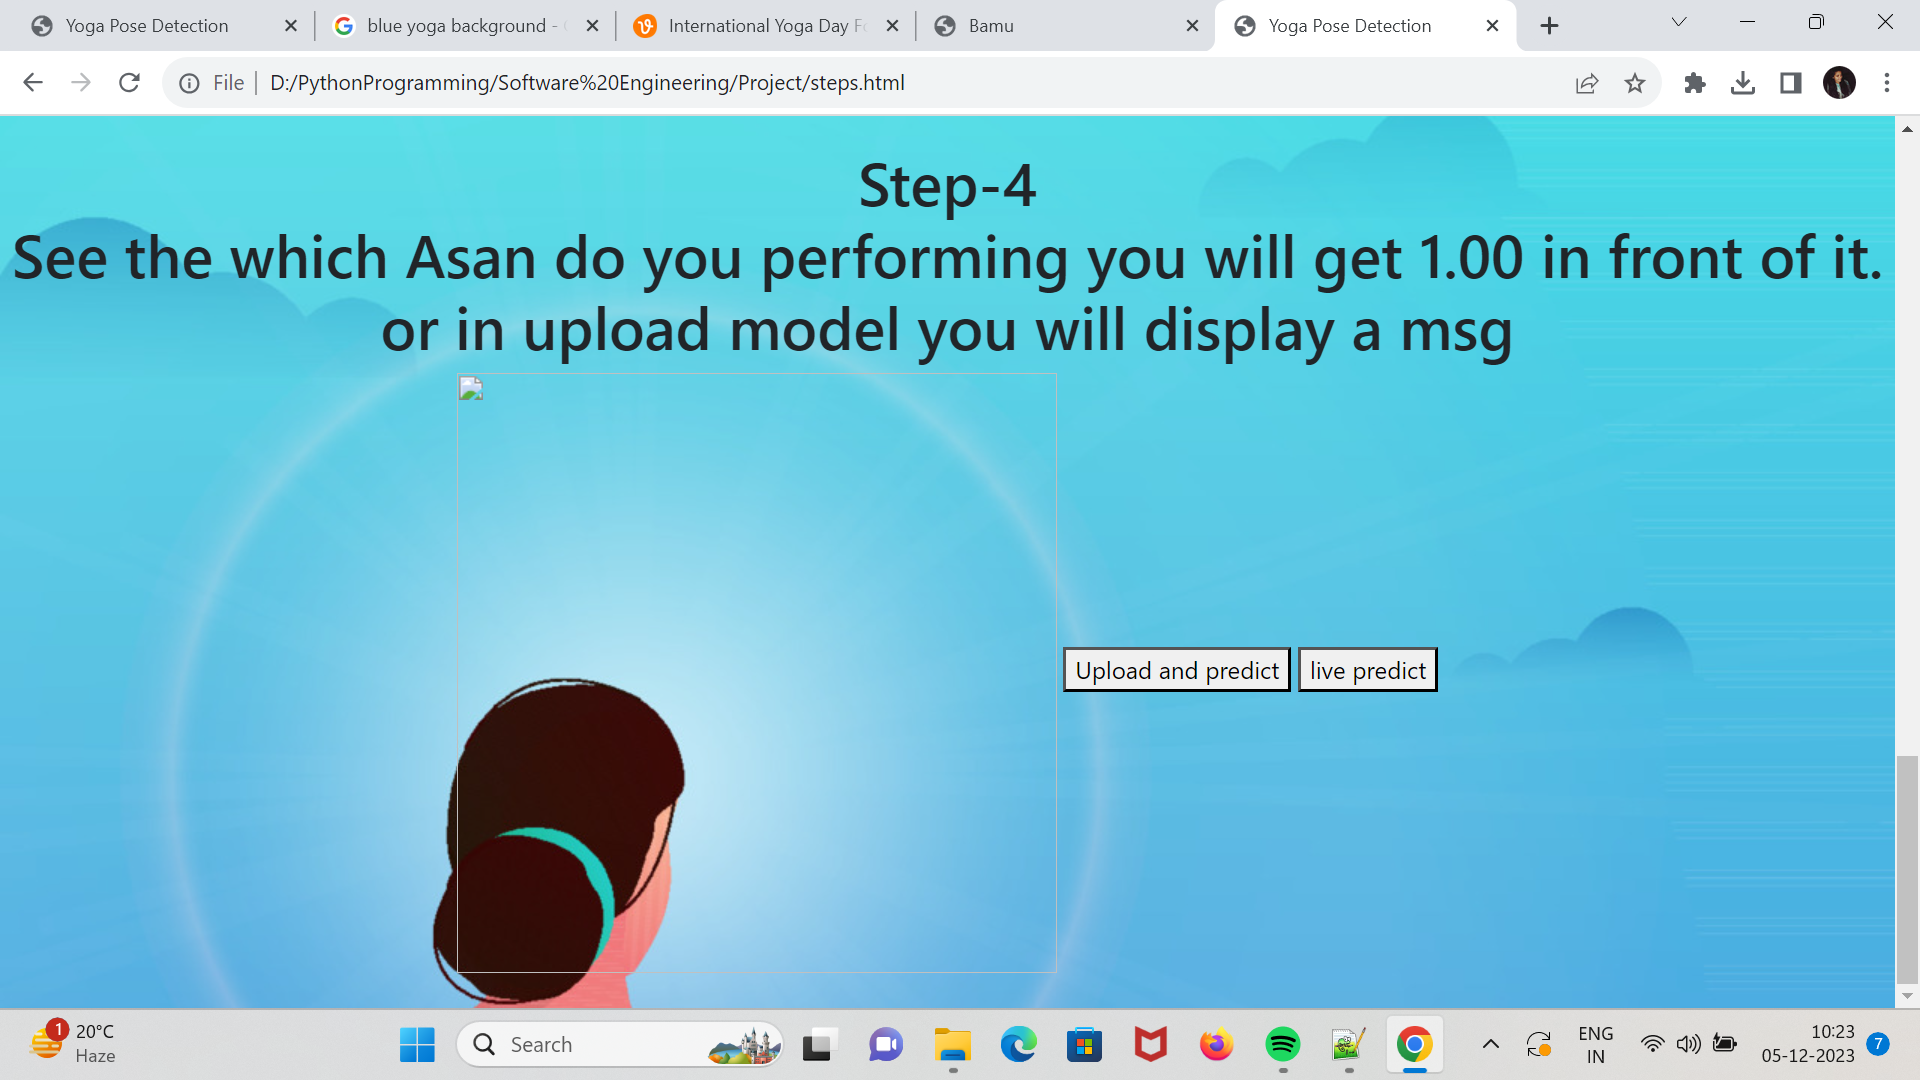 Yoga Pose Detection
blue yoga background -
International Yoga Day Fo
Bamu
Yoga Pose Detection
File
D:/PythonProgramming/Software%20Engineering/Project/steps.html
Step-4
See the which Asan do you performing you will get 1.00 in front of it.
or in upload model you will display a msg
Upload and predict
live predict
1
20°C
Haze
Search
ENG
IN
10:23
05-12-2023
7